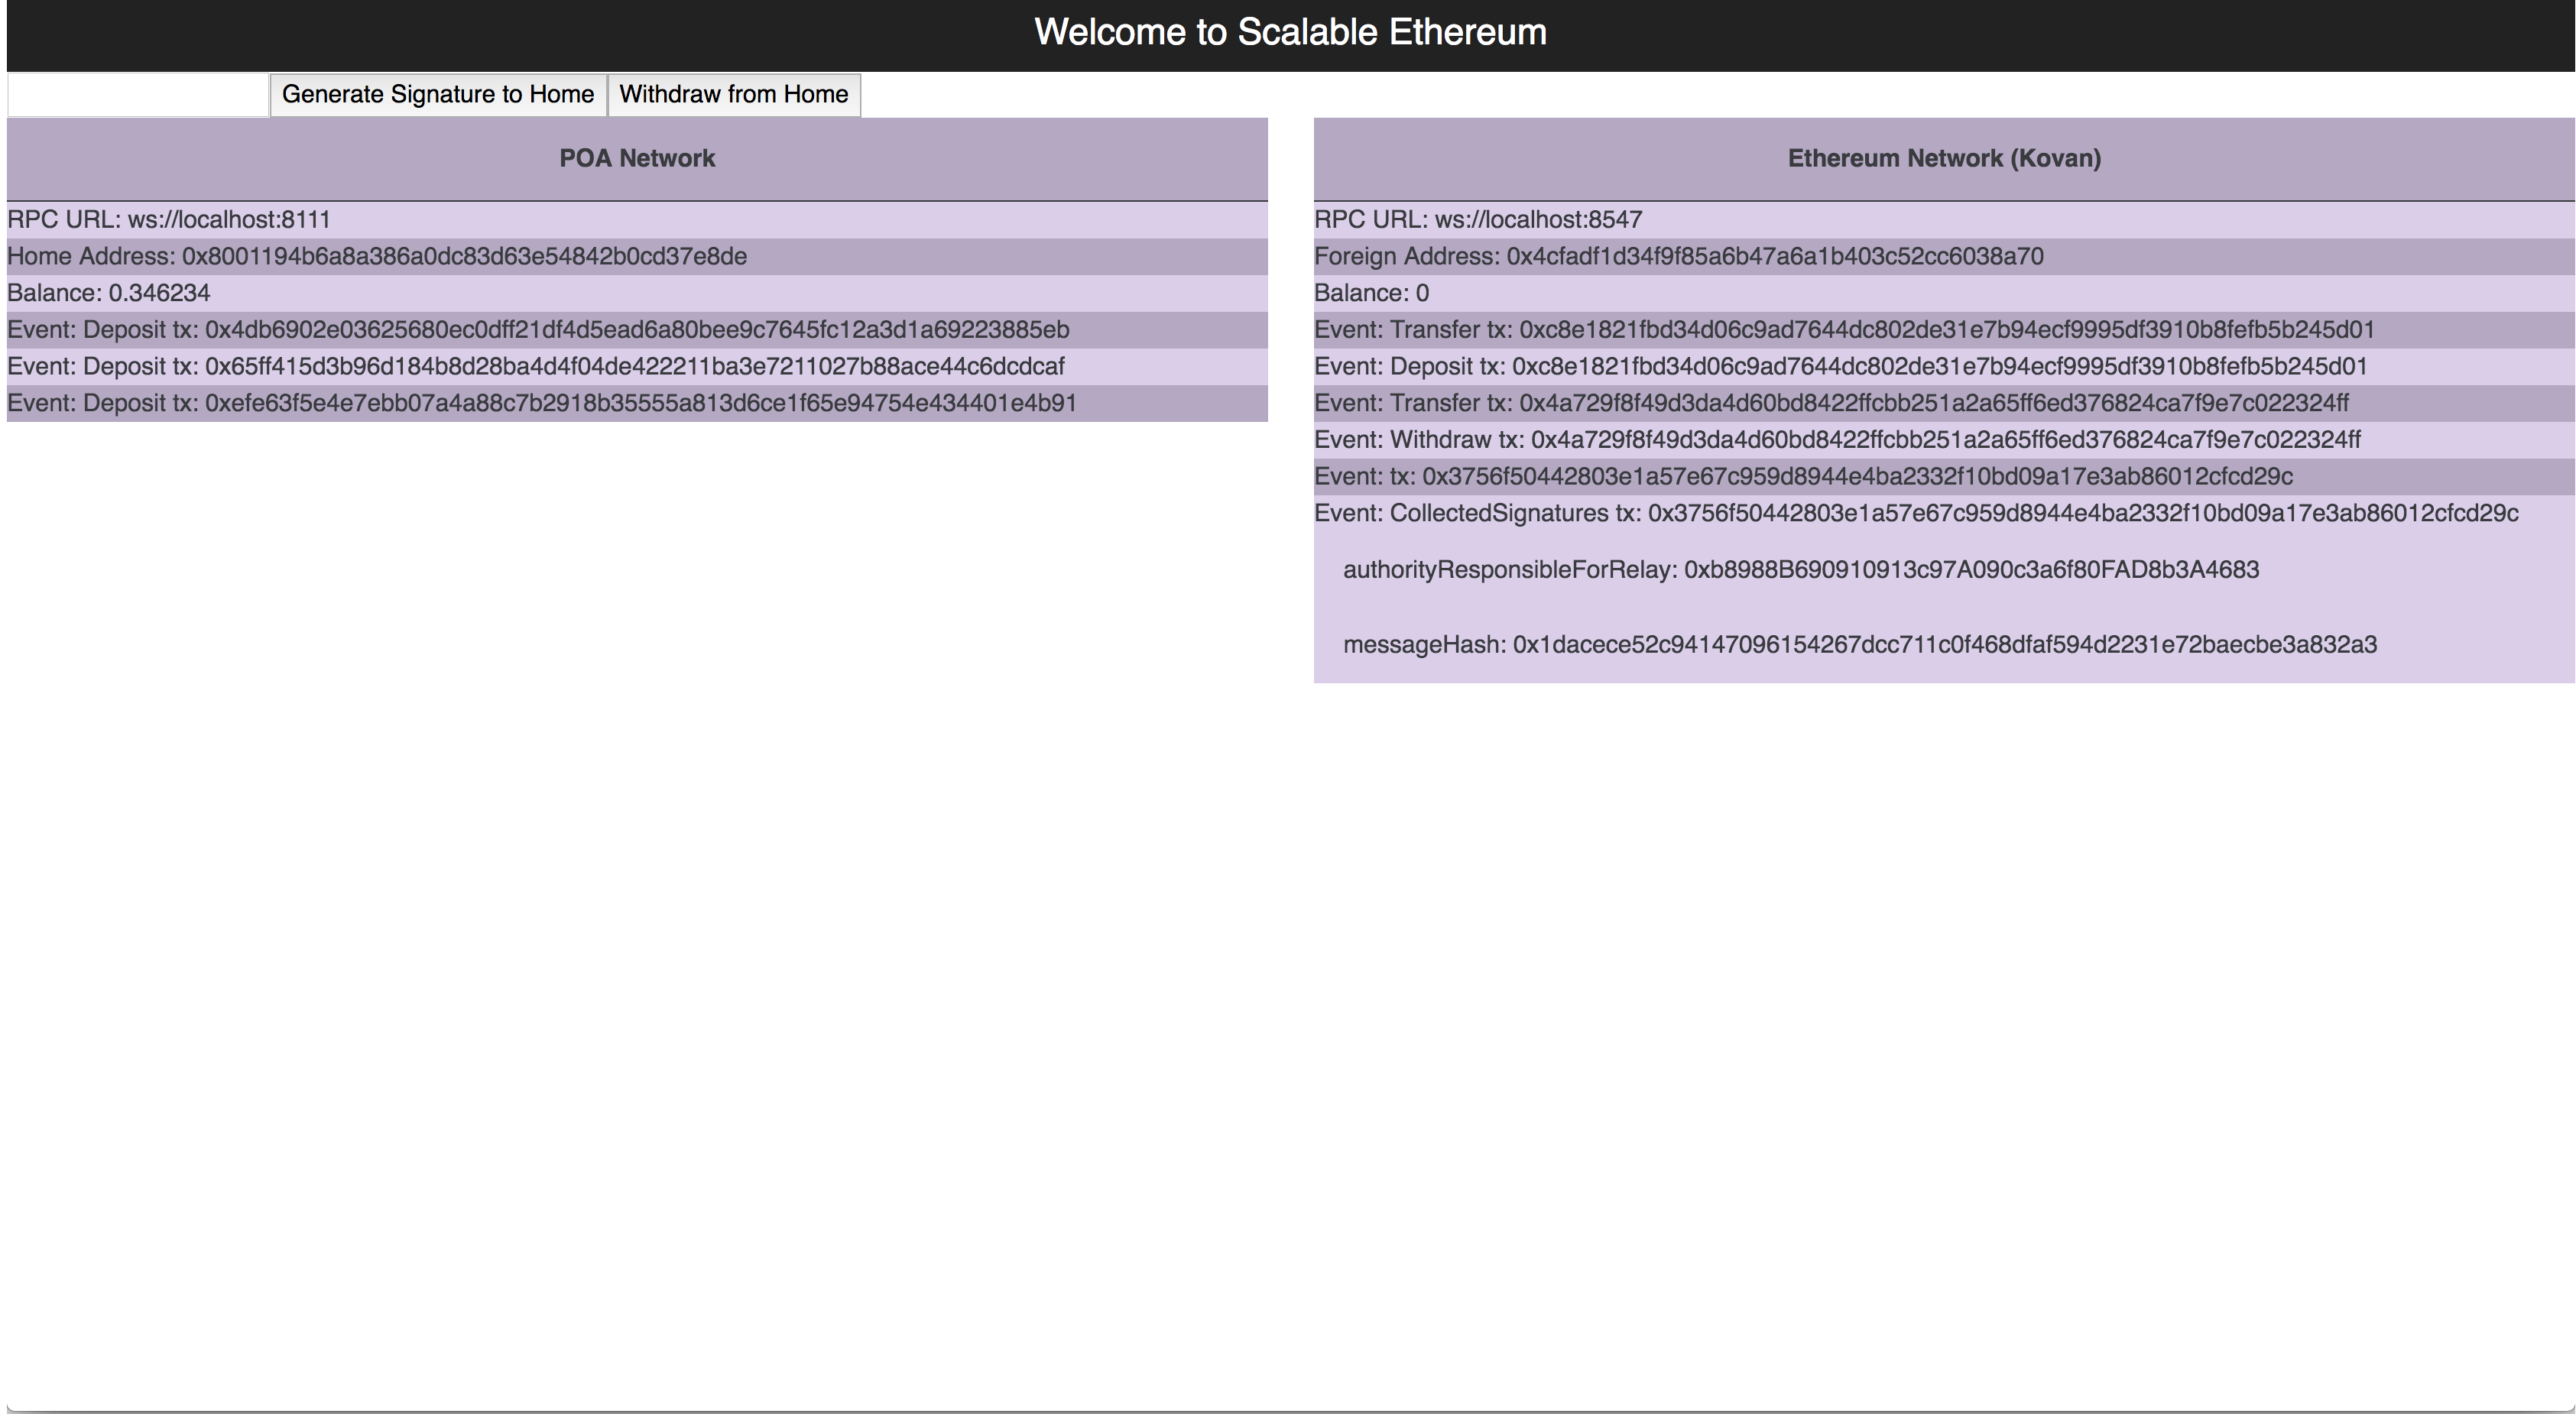 Welcome to Scalable Ethereum
Generate Signature to Home
Withdraw from Home
POA Network
RPC URL: ws://localhost:8111
Home Address: 0x8001194b6a8a386a0dc83d63e54842b0cd37e8de
Balance: 0.346234
Event: Deposit tx: 0x4db6902e03625680ec0dff21df4d5ead6a80bee9c7645fc12a3d1a69223885eb
Event: Deposit tx: 0x65ff415d3b96d184b8d28ba4d4f04de422211ba3e7211027b88ace44c6dcdcaf
Event: Deposit tx: 0xefe63f5e4e7ebb07a4a88c7b2918b35555a813d6ce1f65e94754e434401e4b91
Ethereum Network (Kovan)
RPC URL: ws://localhost:8547
Foreign Address: 0x4cfadf1d34f9f85a6b47a6a1b403c52cc6038a70
Balance: 0
Event: Transfer tx: 0xc8e1821fbd34d06c9ad7644dc802de31e7b94ecf9995df3910b8fefb5b245d01
Event: Deposit tx: 0xc8e1821fbd34d06c9ad7644dc802de31e7b94ecf9995df3910b8fefb5b245d01
Event: Transfer tx: 0x4a729f8f49d3da4d60bd8422ffcbb251a2a65ff6ed376824ca7f9e7c022324ff
Event: Withdraw tx: 0x4a729f8f49d3da4d60bd8422ffcbb251a2a65ff6ed376824ca7f9e7c022324ff
Event: tx: 0x3756f50442803e1a57e67c959d8944e4ba2332f10bd09a17e3ab86012cfcd29c
Event: CollectedSignatures tx: 0x3756f50442803e1a57e67c959d8944e4ba2332f10bd09a17e3ab86012cfcd29c
authorityResponsibleForRelay: 0xb8988B690910913c97A090c3a6f80FAD8b3A4683
messageHash: 0x1dacece52c94147096154267dcc711c0f468dfaf594d2231e72baecbe3a832a3